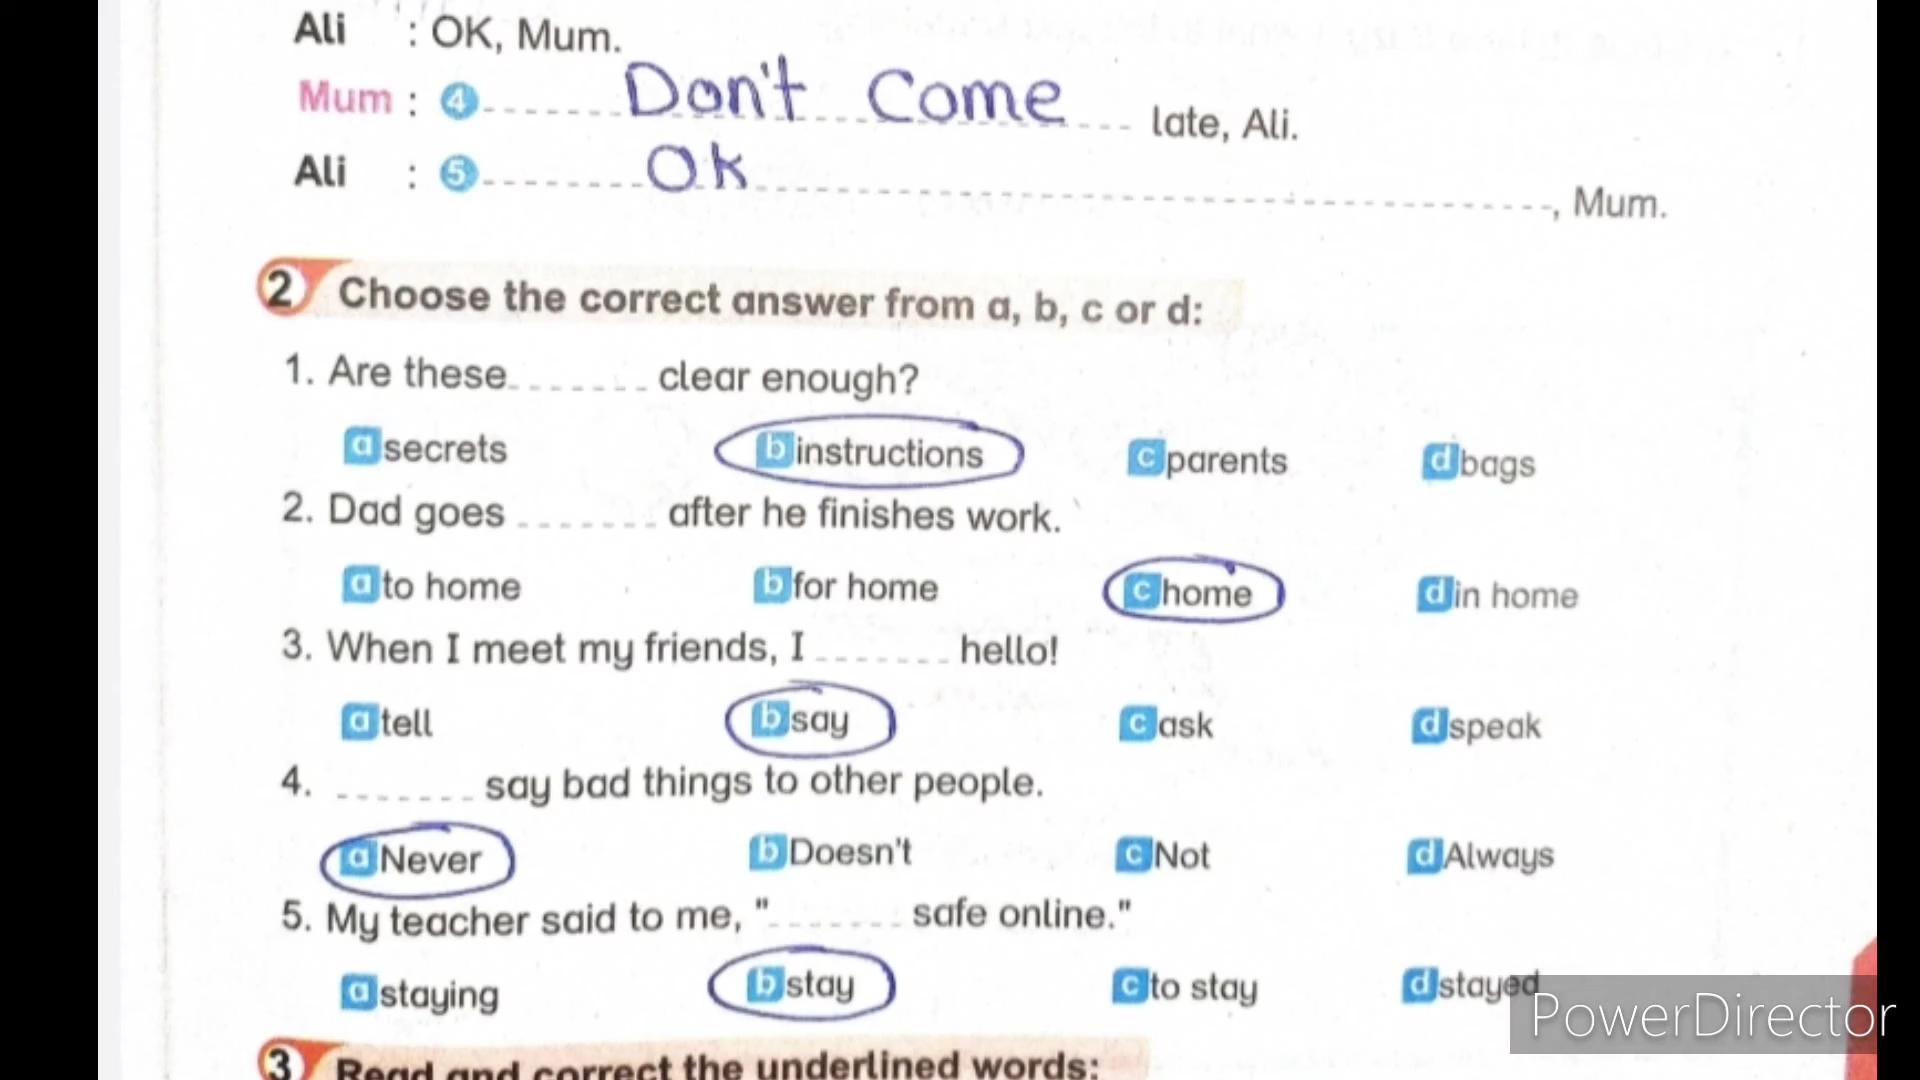 Ali : OK, Mum.
Mum : 4 Don't Come late, Ali.
Ali : 5 Ok , Mum.
2 Choose the correct answer from a, b, c or d:
1. Are these ------- clear enough?
a secrets b instructions c parents d bags
2. Dad goes ------- after he finishes work.
a to home b for home c home d in home
3. When I meet my friends, I ------- hello!
a tell b say c ask d speak
4. ------- say bad things to other people.
a Never b Doesn't c Not d Always
5. My teacher said to me, "------- safe online."
a staying b stay c to stay d stayed
PowerDirector
3 Read and correct the underlined words: